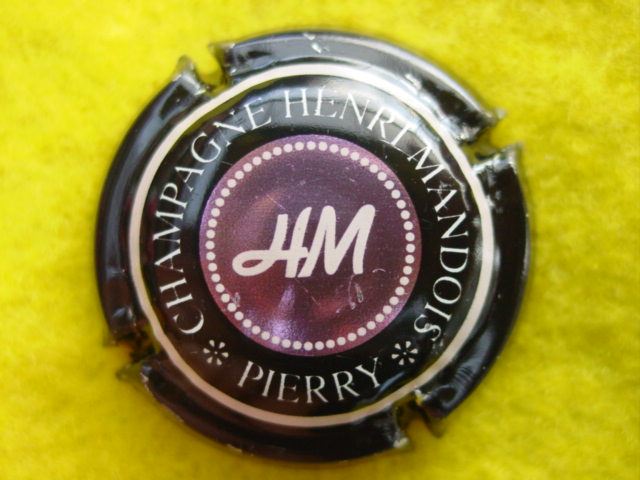 CHAMPAGNE HENRI MANDOIS
* PIERRY *
HM